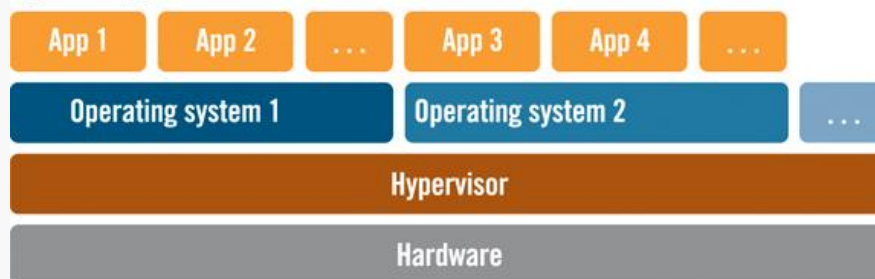 App 1 App 2 ... App 3 App 4 ...
Operating system 1 Operating system 2 ...
Hypervisor
Hardware